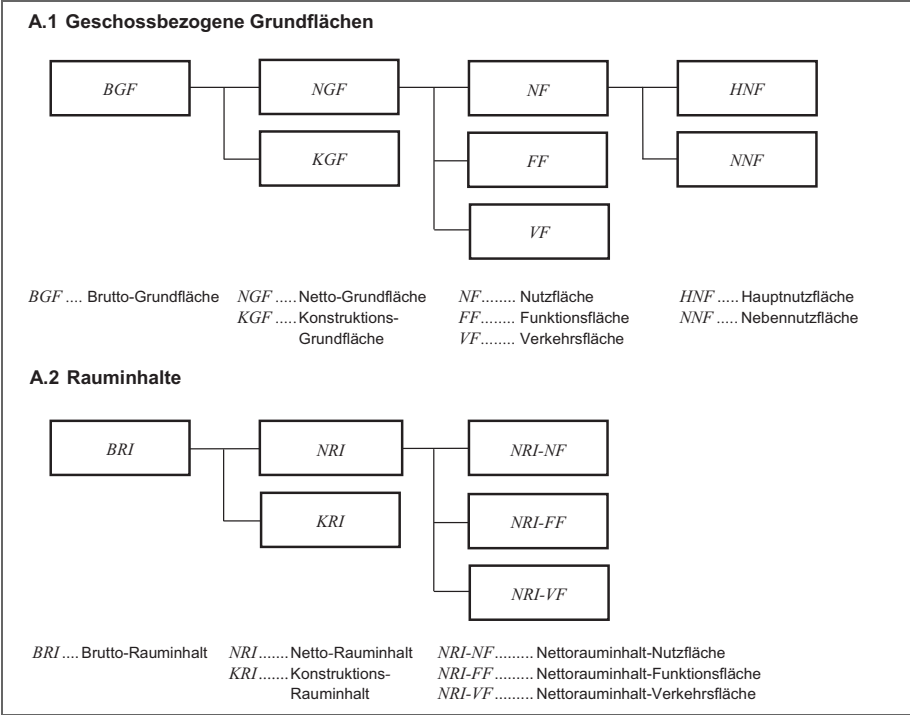 A.1 Geschossbezogene Grundflächen
BGF NGF NF HNF
KGF FF NNF
VF
BGF .... Brutto-Grundfläche NGF ..... Netto-Grundfläche NF........ Nutzfläche HNF .... Hauptnutzfläche
KGF ..... Konstruktions- FF........ Funktionsfläche NNF .... Nebennutzfläche
Grundfläche VF........ Verkehrsfläche
A.2 Rauminhalte
BRI NRI NRI-NF
KRI NRI-FF
NRI-VF
BRI .... Brutto-Rauminhalt NRI ....... Netto-Rauminhalt NRI-NF ......... Nettorauminhalt-Nutzfläche
KRI ....... Konstruktions- NRI-FF ......... Nettorauminhalt-Funktionsfläche
Rauminhalt NRI-VF ......... Nettorauminhalt-Verkehrsfläche